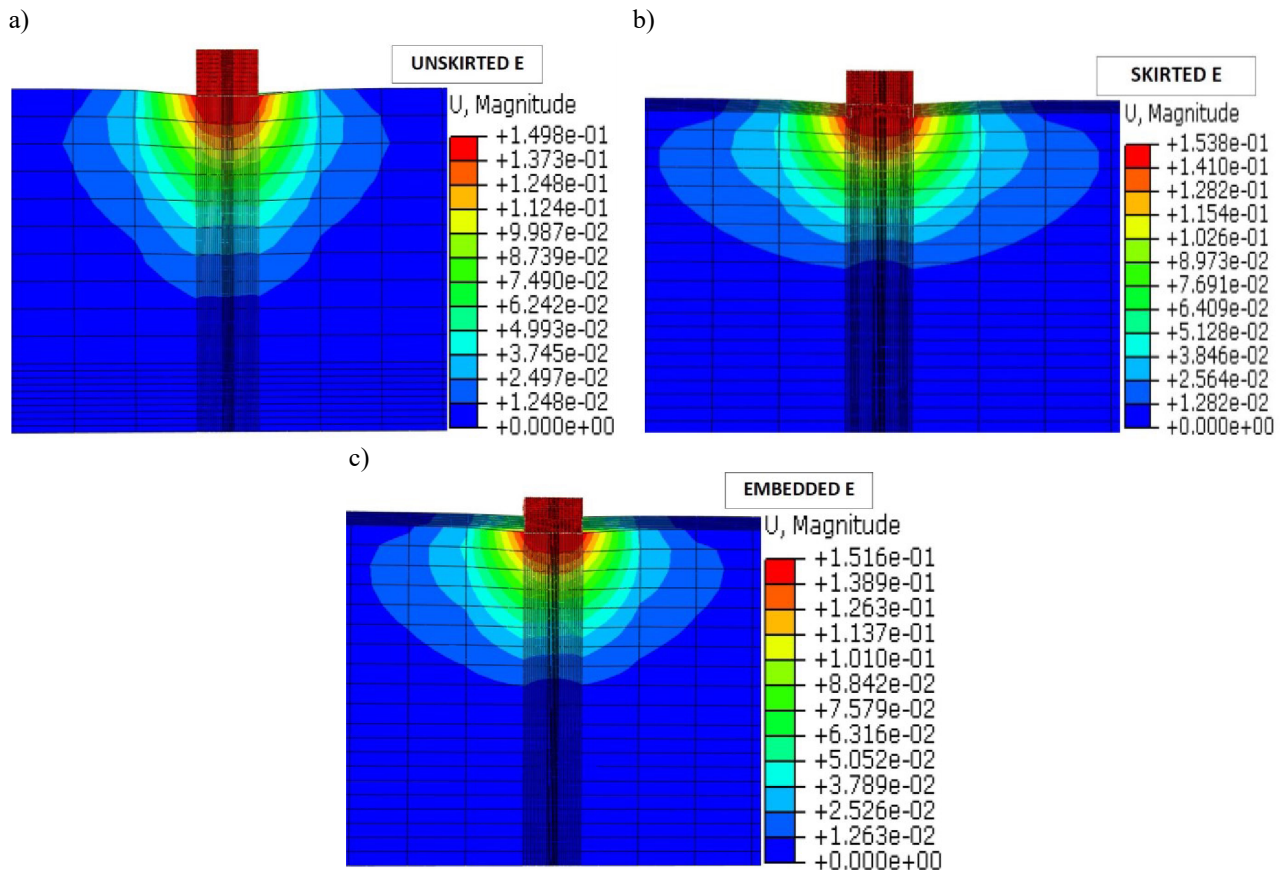 a)
UNSKIRTED E
U, Magnitude
+1.498e-01
+1.373e-01
+1.248e-01
+1.124e-01
+9.987e-02
+8.739e-02
+7.490e-02
+6.242e-02
+4.993e-02
+3.745e-02
+2.497e-02
+1.248e-02
+0.000e+00
b)
SKIRTED E
U, Magnitude
+1.538e-01
+1.410e-01
+1.282e-01
+1.154e-01
+1.026e-01
+8.973e-02
+7.691e-02
+6.409e-02
+5.128e-02
+3.846e-02
+2.564e-02
+1.282e-02
+0.000e+00
c)
EMBEDDED E
U, Magnitude
+1.516e-01
+1.389e-01
+1.263e-01
+1.137e-01
+1.010e-01
+8.842e-02
+7.579e-02
+6.316e-02
+5.052e-02
+3.789e-02
+2.526e-02
+1.263e-02
+0.000e+00